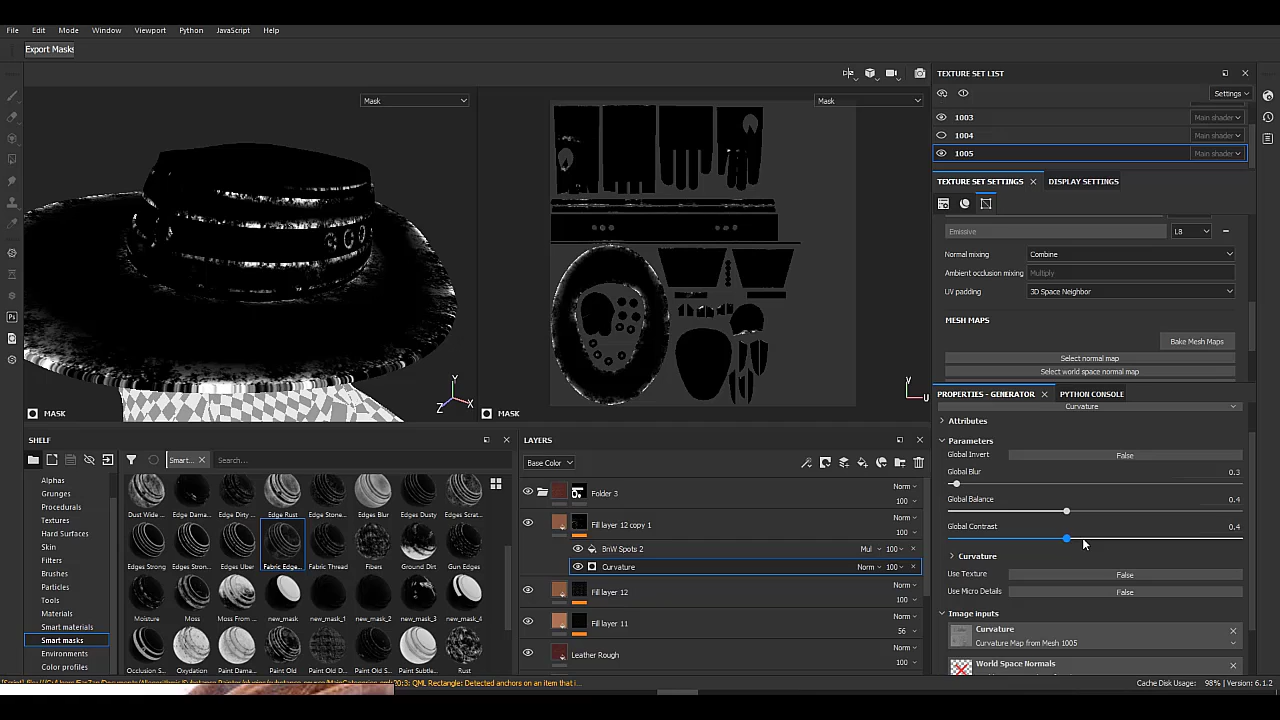 File Edit Mode Window Viewport Python JavaScript Help
Export Masks
Mask
Mask
MASK
MASK
Y
Z
X
Y
U
TEXTURE SET LIST
Settings
1003 Main shader
1004 Main shader
1005 Main shader
TEXTURE SET SETTINGS DISPLAY SETTINGS
Emissive L8
Normal mixing Combine
Ambient occlusion mixing Multiply
UV padding 3D Space Neighbor
MESH MAPS
Bake Mesh Maps
Select normal map
Select world space normal map
PROPERTIES - GENERATOR PYTHON CONSOLE
Curvature
Attributes
Parameters
Global Invert False
Global Blur 0.3
Global Balance 0.4
Global Contrast 0.4
Curvature
Use Texture False
Use Micro Details False
Image inputs
Curvature
Curvature Map from Mesh 1005
World Space Normals
SHELF
Smart... Search...
Alphas
Grunges
Procedurals
Textures
Hard Surfaces
Skin
Filters
Brushes
Particles
Tools
Materials
Smart materials
Smart masks
Environments
Color profiles
Dust Wide ... Edge Dama... Edge Dirty ... Edge Rust Edge Stone... Edges Blur Edges Dusty Edges Scrat...
Edges Strong Edges Stron... Edges Uber Fabric Edge... Fabric Thread Fibers Ground Dirt Gun Edges
Moisture Moss Moss From ... new_mask new_mask_1 new_mask_2 new_mask_3 new_mask_4
Occlusion S... Oxydation Paint Dama... Paint Old Paint Old D... Paint Old S... Paint Subtle... Rust
LAYERS
Base Color
Folder 3 Norm 100
Fill layer 12 copy 1 Norm 100
BnW Spots 2 Mul 100
Curvature Norm 100
Fill layer 12 Norm 100
Fill layer 11 Norm 56
Leather Rough Norm 100
QML Rectangle: Detected anchors on an item that i...
Cache Disk Usage: 98% | Version: 6.1.2